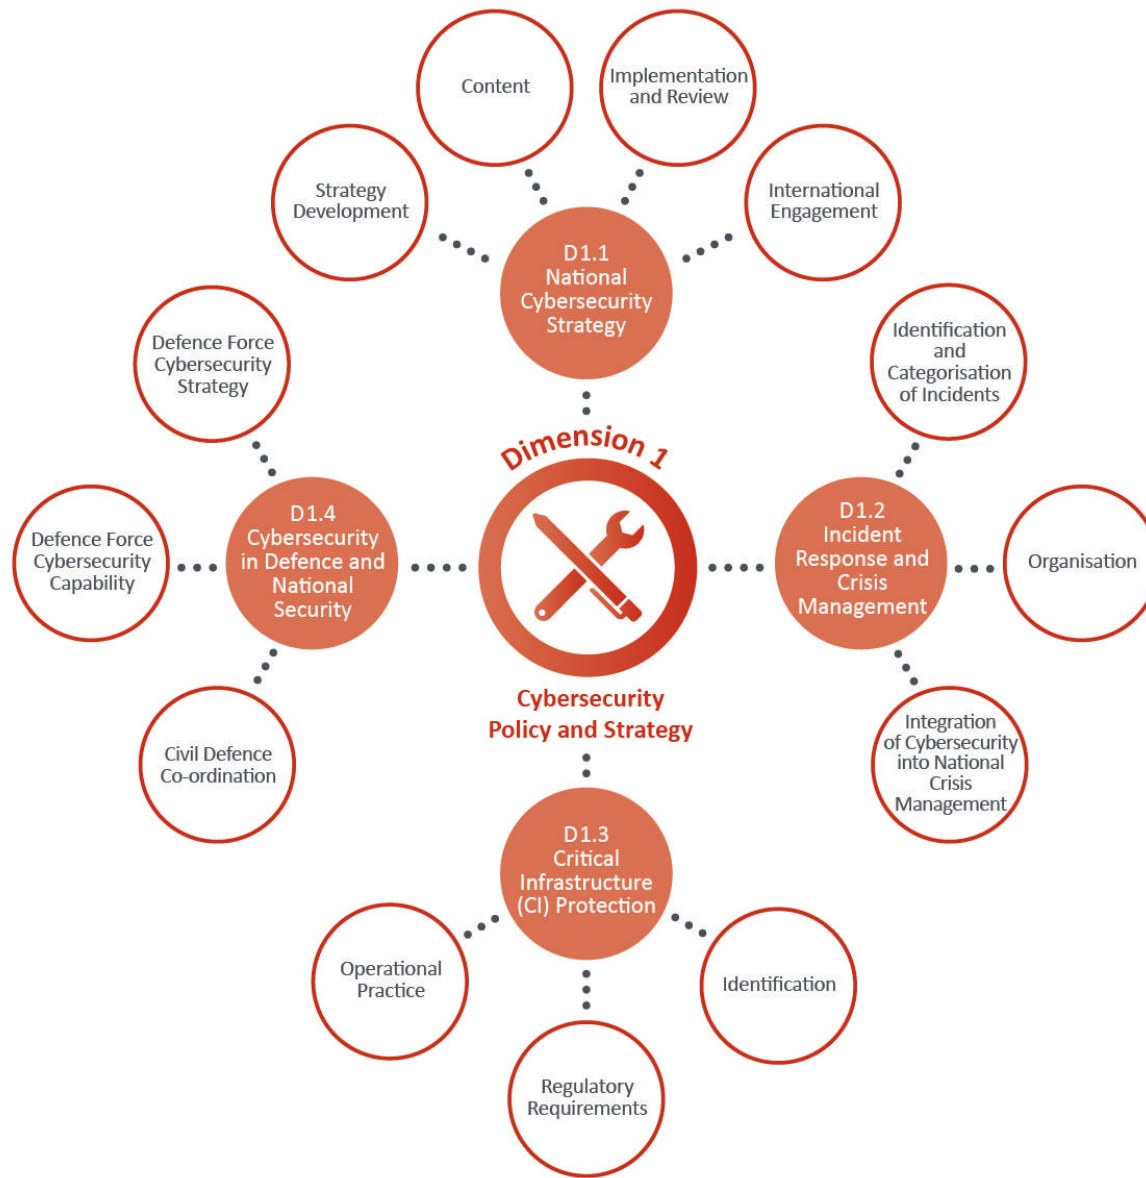 Content
Implementation
and Review
Strategy
Development
International
Engagement
D1.1
National
Cybersecurity
Strategy
Defence Force
Cybersecurity
Strategy
Identification
and
Categorisation
of Incidents
Dimension 1
D1.4
Cybersecurity
in Defence and
National
Security
D1.2
Incident
Response and
Crisis
Management
Defence Force
Cybersecurity
Capability
Organisation
Cybersecurity
Policy and Strategy
Civil Defence
Co-ordination
Integration
of Cybersecurity
into National
Crisis
Management
D1.3
Critical
Infrastructure
(CI) Protection
Operational
Practice
Identification
Regulatory
Requirements